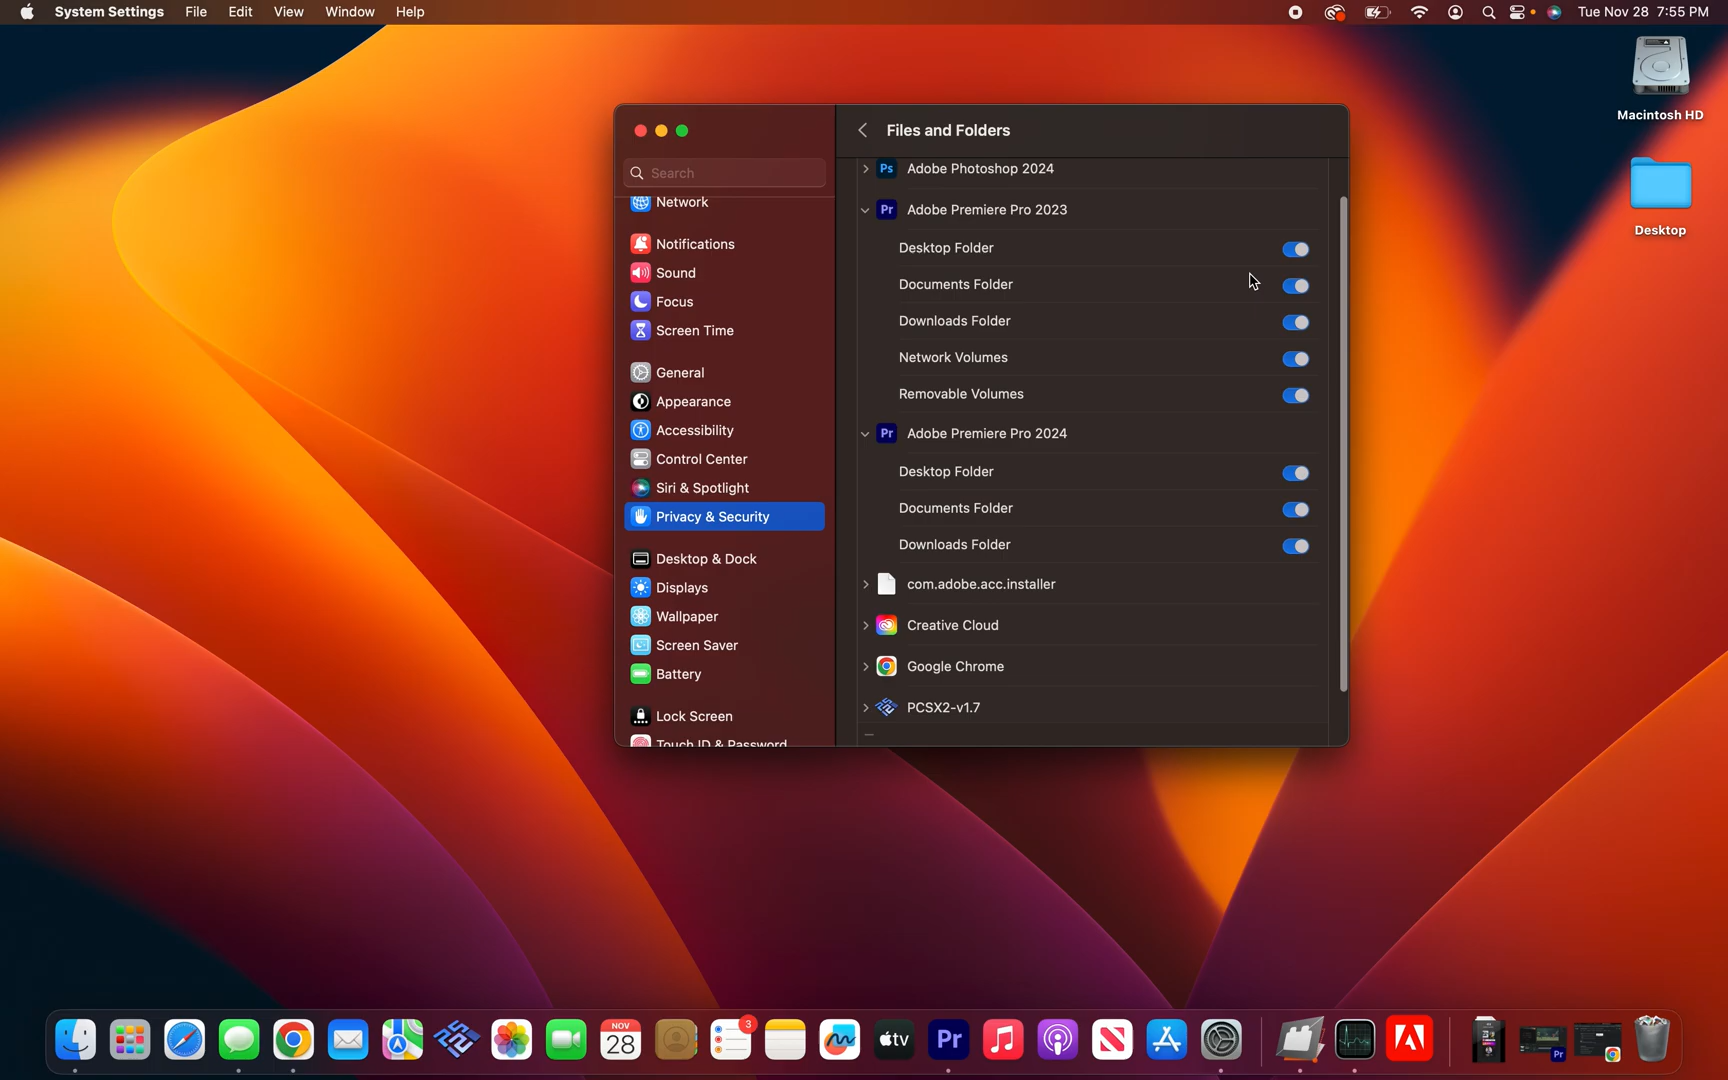 System Settings File Edit View Window Help Tue Nov 28 7:55 PM
Macintosh HD
Desktop
Search
Network
Notifications
Sound
Focus
Screen Time
General
Appearance
Accessibility
Control Center
Siri & Spotlight
Privacy & Security
Desktop & Dock
Displays
Wallpaper
Screen Saver
Battery
Lock Screen
Touch ID & Password
Files and Folders
Ps Adobe Photoshop 2024
Pr Adobe Premiere Pro 2023
Desktop Folder
Documents Folder
Downloads Folder
Network Volumes
Removable Volumes
Pr Adobe Premiere Pro 2024
Desktop Folder
Documents Folder
Downloads Folder
com.adobe.acc.installer
Creative Cloud
Google Chrome
PCSX2-v1.7
NOV
28
3
tv
Pr
Pr